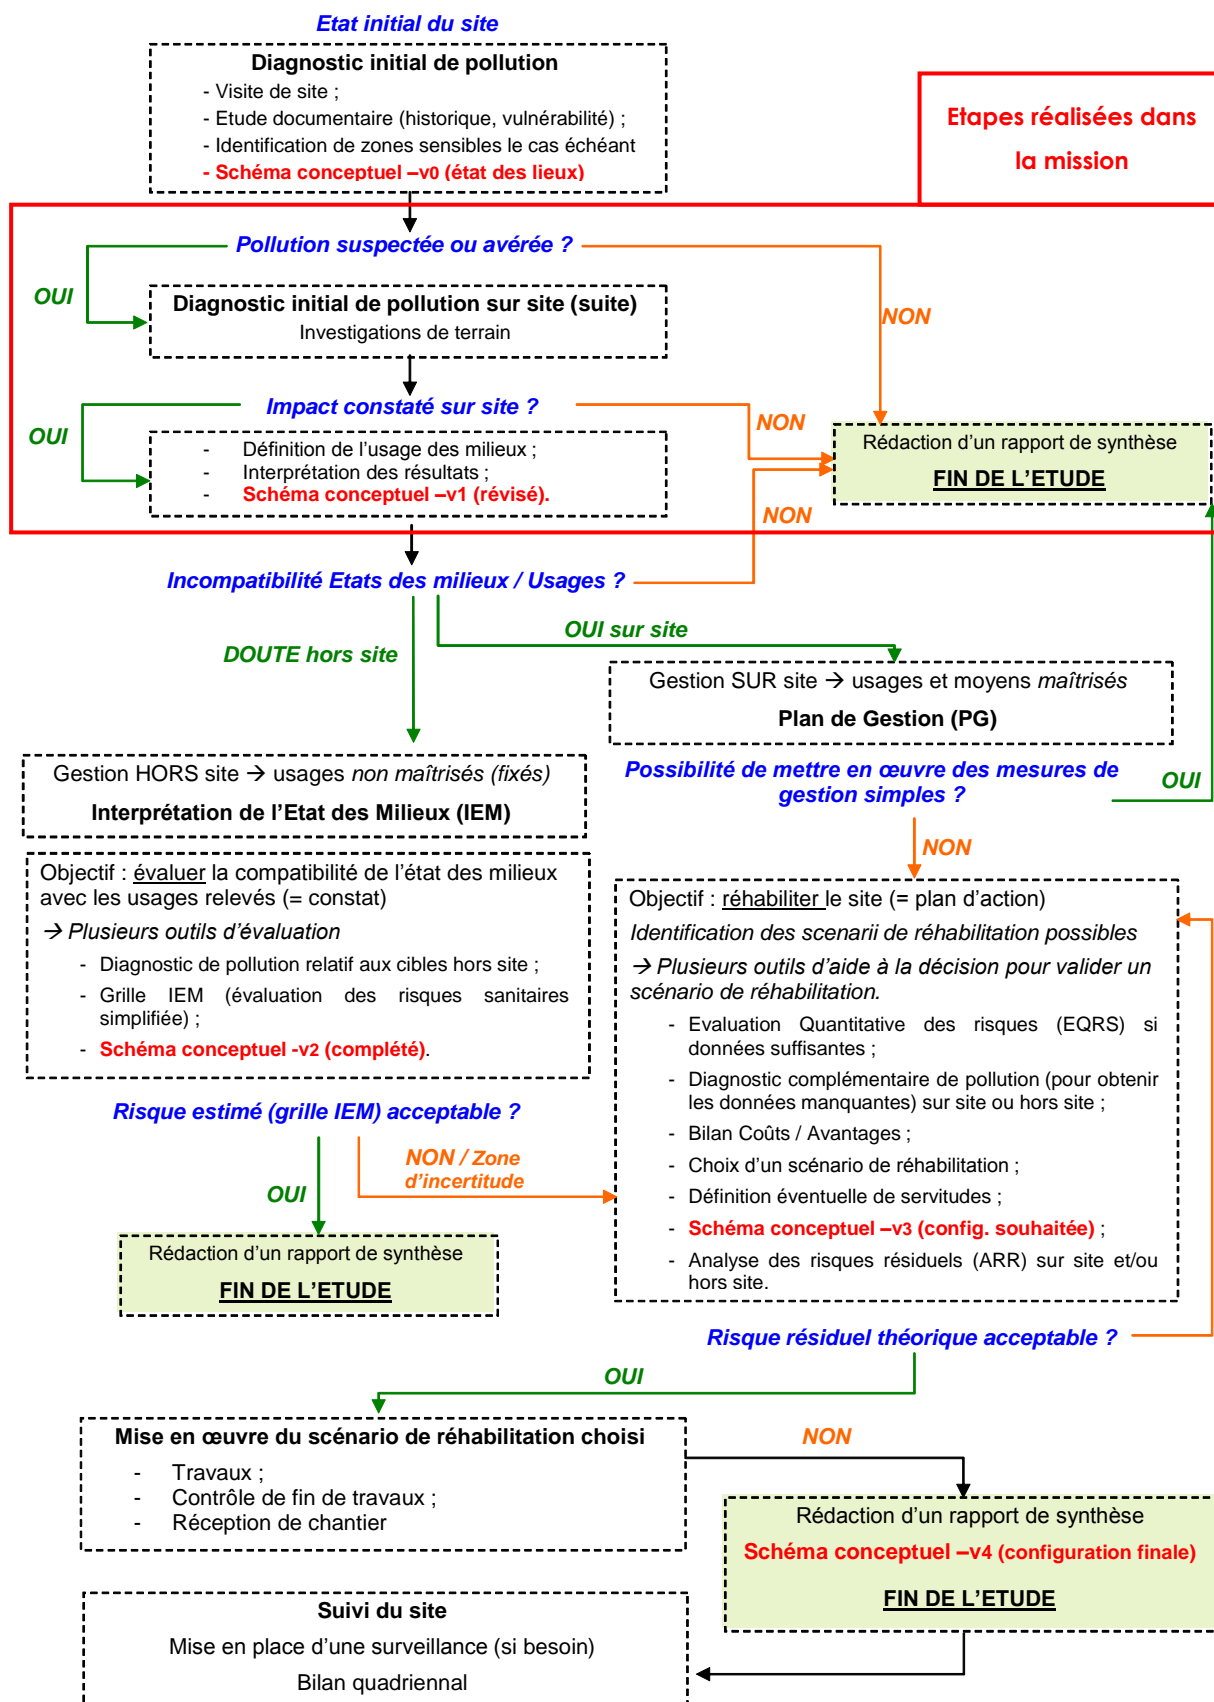 Etat initial du site
Diagnostic initial de pollution
- Visite de site ;
- Etude documentaire (historique, vulnérabilité) ;
- Identification de zones sensibles le cas échéant
- Schéma conceptuel –v0 (état des lieux)
Etapes réalisées dans
la mission
Pollution suspectée ou avérée ?
OUI
Diagnostic initial de pollution sur site (suite)
Investigations de terrain
NON
Impact constaté sur site ?
OUI
NON
- Définition de l'usage des milieux ;
- Interprétation des résultats ;
- Schéma conceptuel –v1 (révisé).
Rédaction d'un rapport de synthèse
FIN DE L'ETUDE
NON
Incompatibilité Etats des milieux / Usages ?
OUI sur site
DOUTE hors site
Gestion SUR site → usages et moyens maîtrisés
Plan de Gestion (PG)
Gestion HORS site → usages non maîtrisés (fixés)
Interprétation de l'Etat des Milieux (IEM)
Possibilité de mettre en œuvre des mesures de
gestion simples ?
OUI
NON
Objectif : évaluer la compatibilité de l'état des milieux
avec les usages relevés (= constat)
→ Plusieurs outils d'évaluation
- Diagnostic de pollution relatif aux cibles hors site ;
- Grille IEM (évaluation des risques sanitaires
simplifiée) ;
- Schéma conceptuel -v2 (complété).
Objectif : réhabiliter le site (= plan d'action)
Identification des scenarii de réhabilitation possibles
→ Plusieurs outils d'aide à la décision pour valider un
scénario de réhabilitation.
- Evaluation Quantitative des risques (EQRS) si
données suffisantes ;
- Diagnostic complémentaire de pollution (pour obtenir
les données manquantes) sur site ou hors site ;
- Bilan Coûts / Avantages ;
- Choix d'un scénario de réhabilitation ;
- Définition éventuelle de servitudes ;
- Schéma conceptuel –v3 (config. souhaitée) ;
- Analyse des risques résiduels (ARR) sur site et/ou
hors site.
Risque estimé (grille IEM) acceptable ?
NON / Zone
d'incertitude
OUI
Rédaction d'un rapport de synthèse
FIN DE L'ETUDE
Risque résiduel théorique acceptable ?
OUI
Mise en œuvre du scénario de réhabilitation choisi
- Travaux ;
- Contrôle de fin de travaux ;
- Réception de chantier
NON
Rédaction d'un rapport de synthèse
Schéma conceptuel –v4 (configuration finale)
FIN DE L'ETUDE
Suivi du site
Mise en place d'une surveillance (si besoin)
Bilan quadriennal